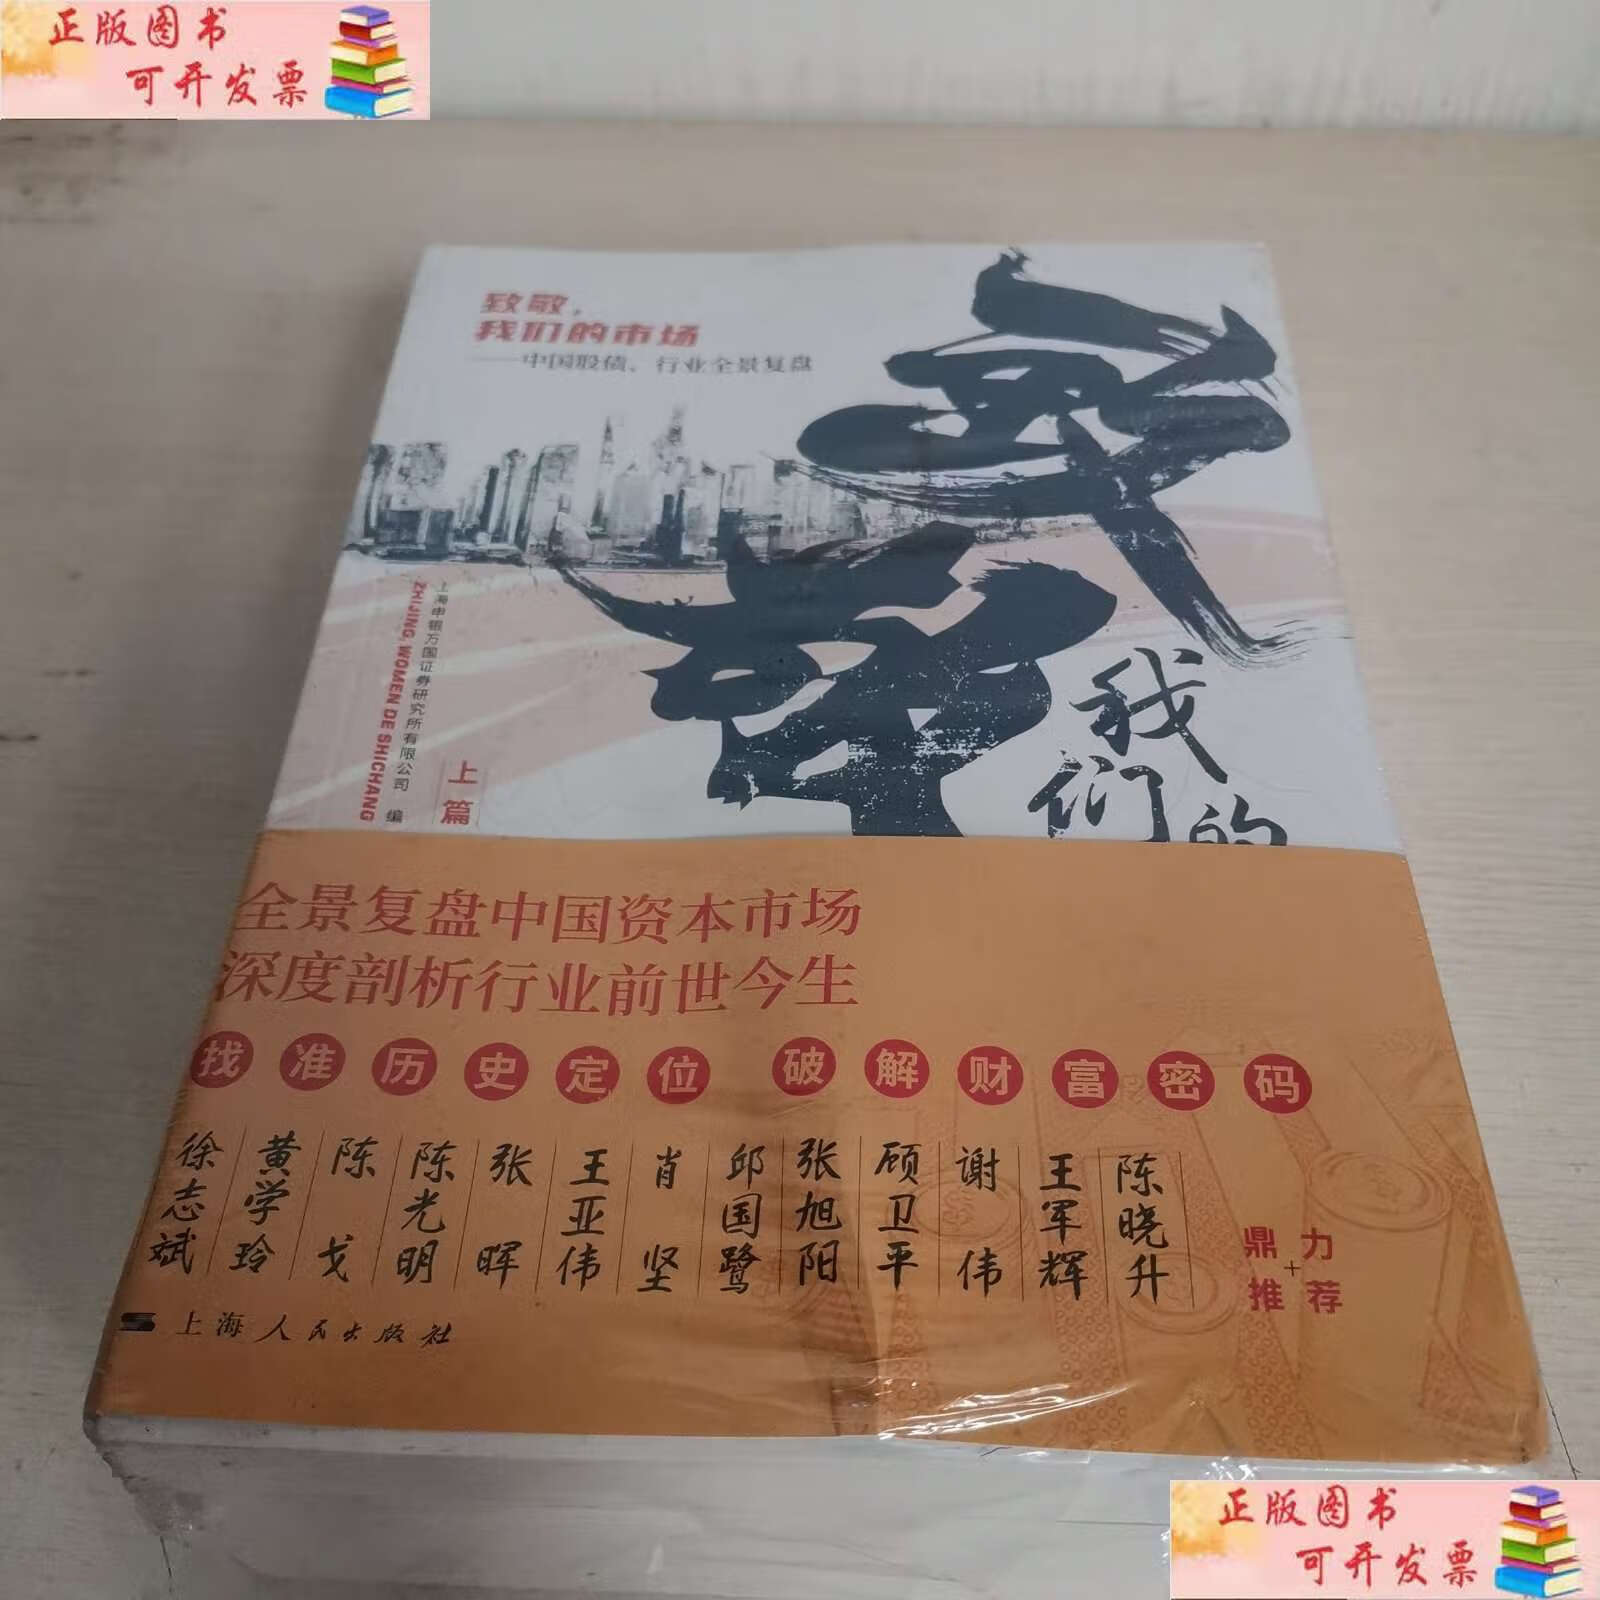 正版图书
可开发票
致敬，
我们的市场
——中国股债、行业全景复盘
致敬
我们的
上海申银万国证券研究所有限公司 编
ZHIJING, WOMEN DE SHICHANG
上篇
全景复盘中国资本市场
深度剖析行业前世今生
找准历史定位 破解财富密码
徐志斌
黄学玲
陈戈
陈光明
张晖
王亚伟
肖坚
邱国鹭
张旭阳
顾卫平
谢伟
王军辉
陈晓升
鼎力
推荐
上海人民出版社
正版图书
可开发票